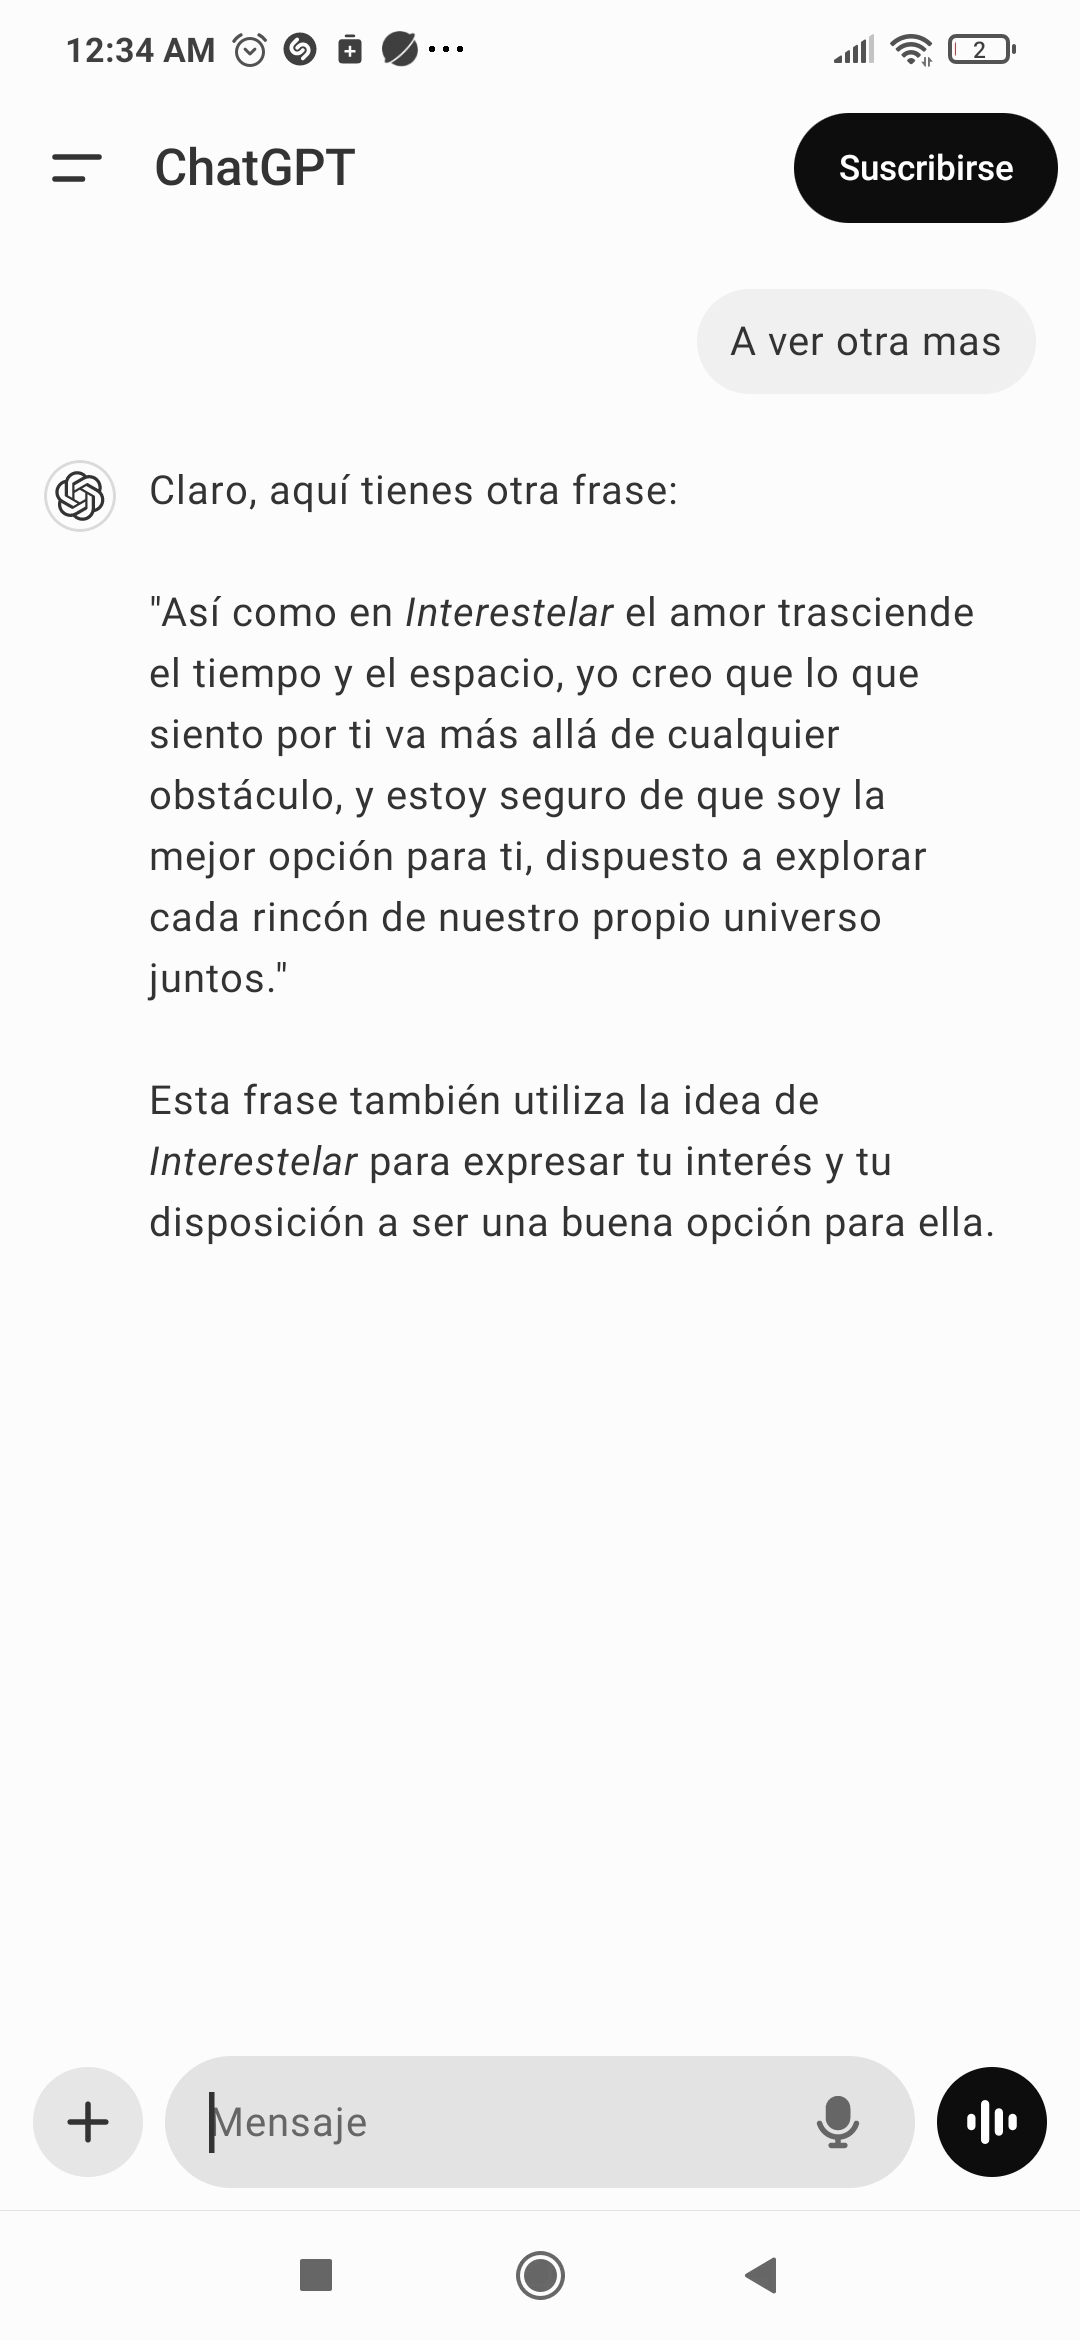 12:34 AM
2
ChatGPT
Suscribirse
A ver otra mas
Claro, aquí tienes otra frase:
"Así como en Interestelar el amor trasciende
el tiempo y el espacio, yo creo que lo que
siento por ti va más allá de cualquier
obstáculo, y estoy seguro de que soy la
mejor opción para ti, dispuesto a explorar
cada rincón de nuestro propio universo
juntos."
Esta frase también utiliza la idea de
Interestelar para expresar tu interés y tu
disposición a ser una buena opción para ella.
Mensaje